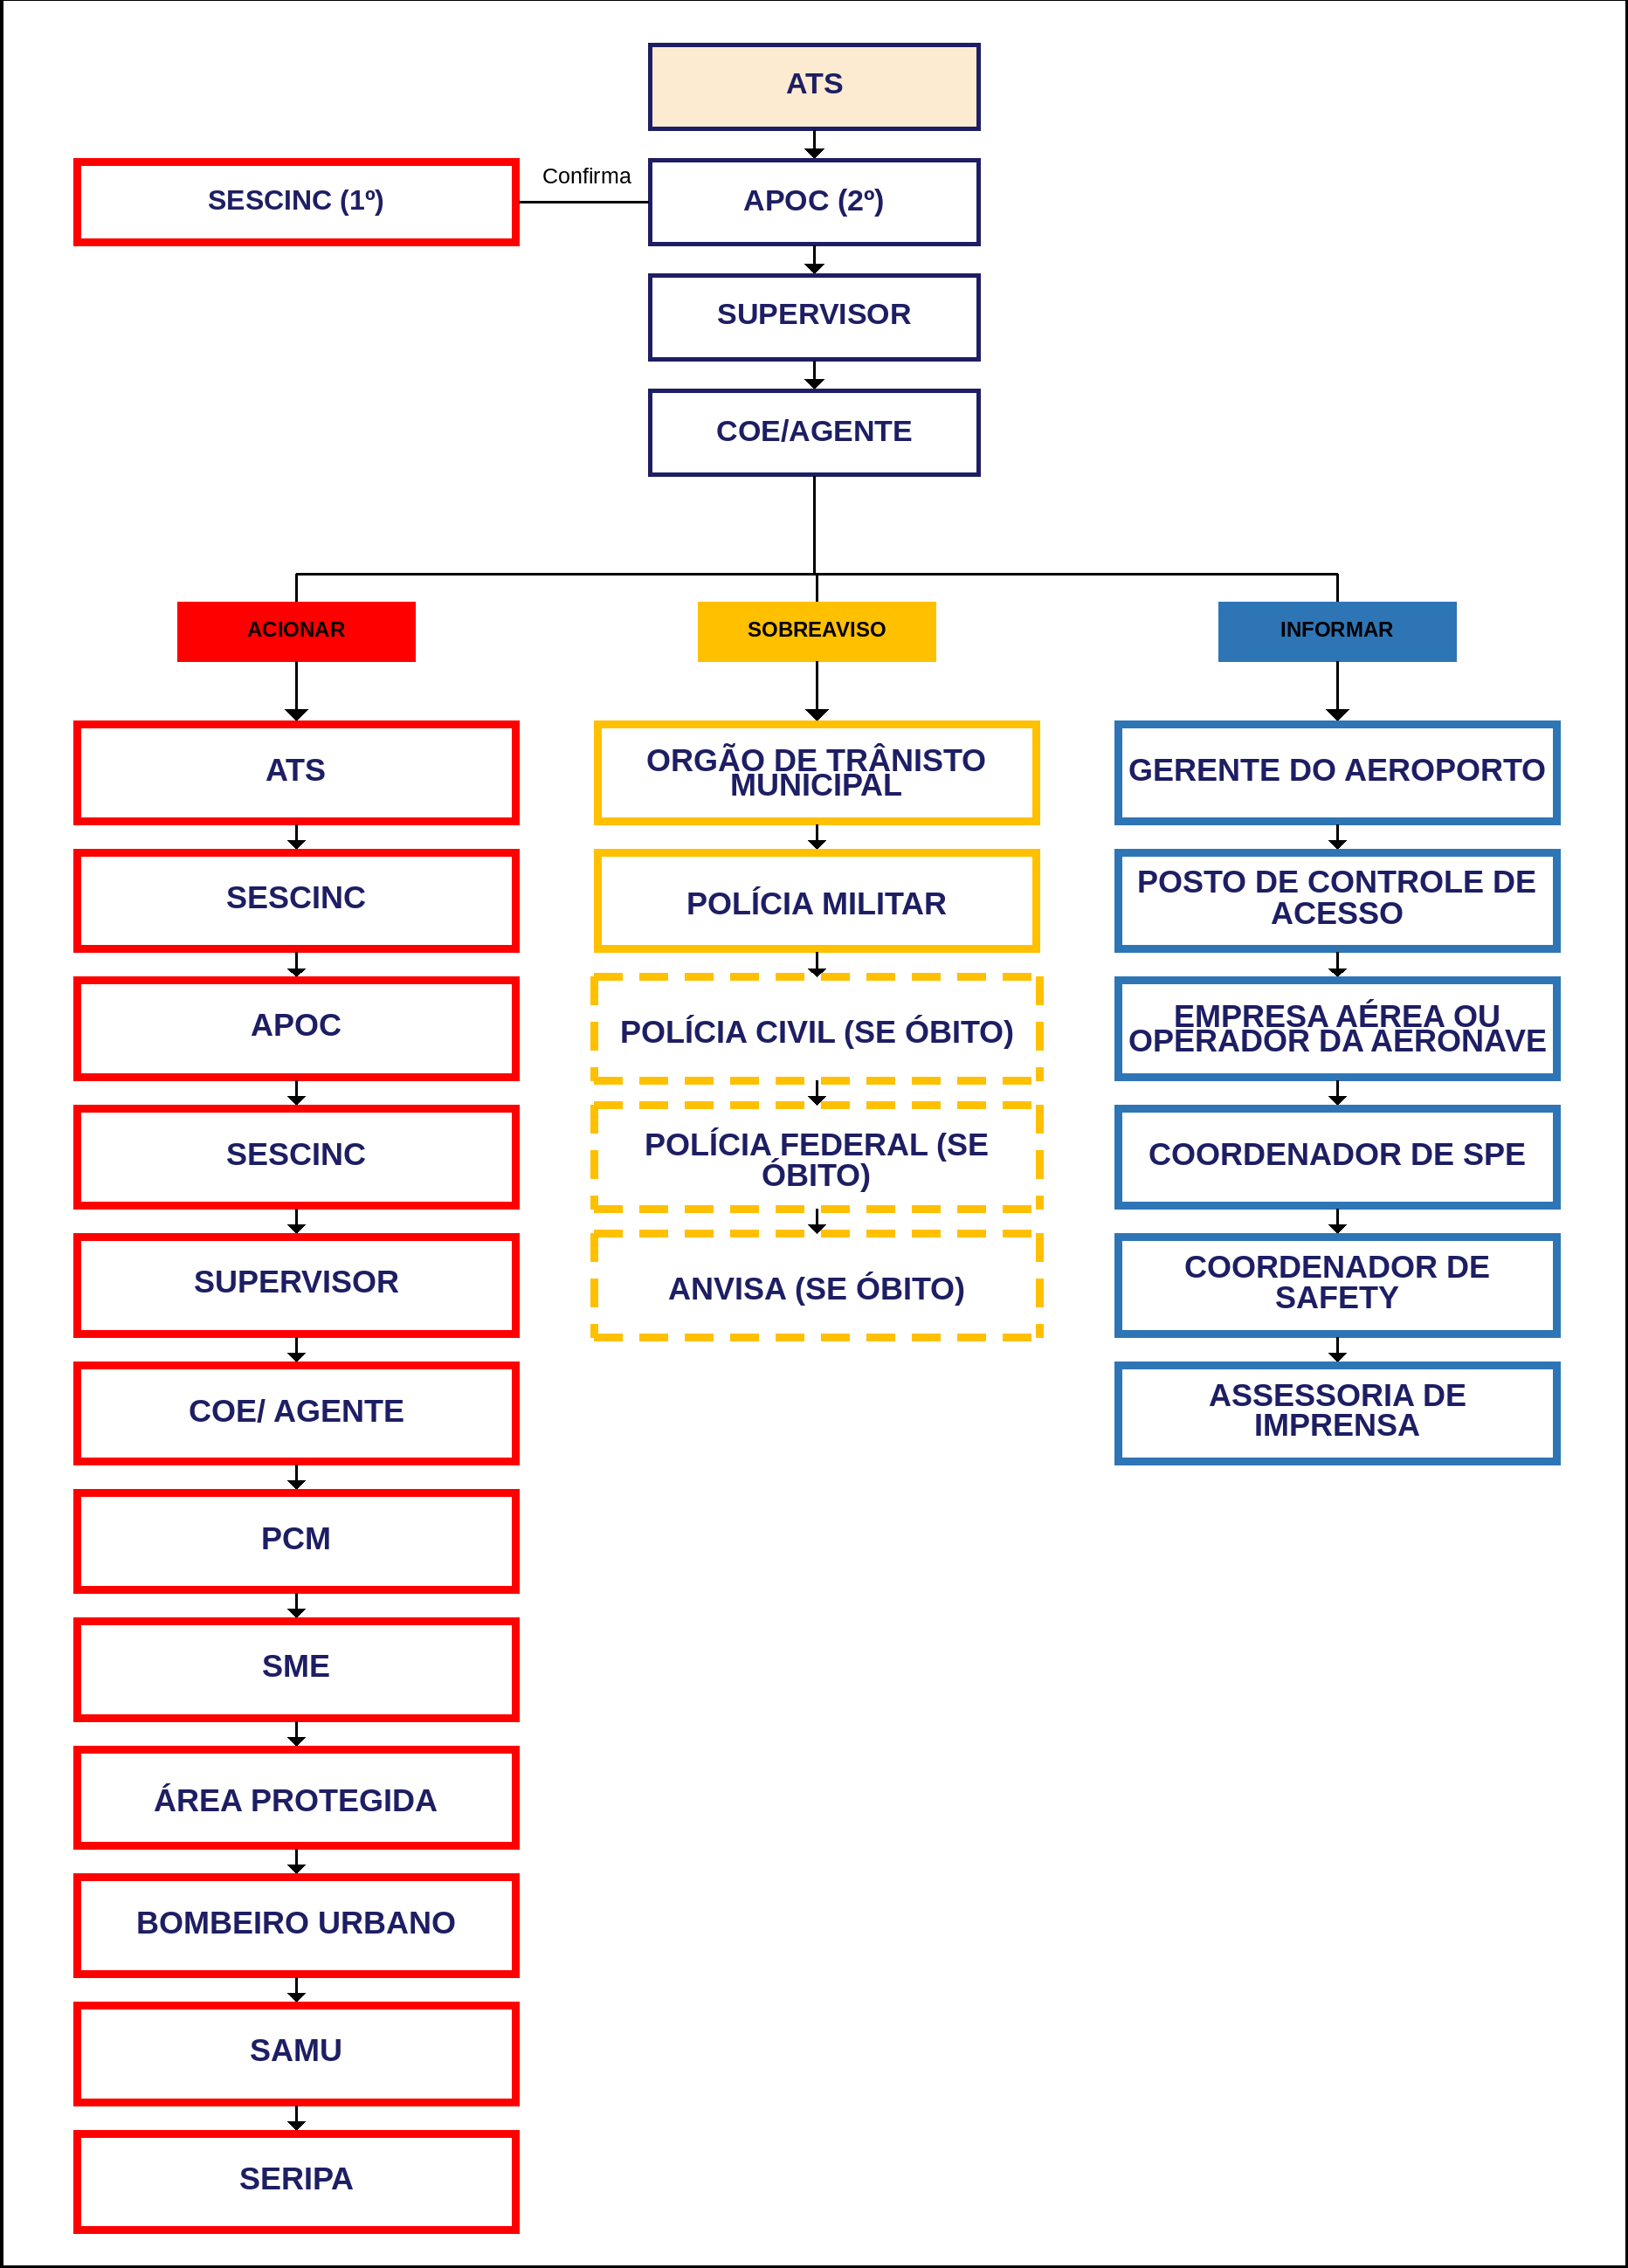 ATS
Confirma
SESCINC (1º)
APOC (2º)
SUPERVISOR
COE/AGENTE
ACIONAR
SOBREAVISO
INFORMAR
ATS
SESCINC
APOC
SESCINC
SUPERVISOR
COE/ AGENTE
PCM
SME
ÁREA PROTEGIDA
BOMBEIRO URBANO
SAMU
SERIPA
ORGÃO DE TRÂNISTO
MUNICIPAL
POLÍCIA MILITAR
POLÍCIA CIVIL (SE ÓBITO)
POLÍCIA FEDERAL (SE
ÓBITO)
ANVISA (SE ÓBITO)
GERENTE DO AEROPORTO
POSTO DE CONTROLE DE
ACESSO
EMPRESA AÉREA OU
OPERADOR DA AERONAVE
COORDENADOR DE SPE
COORDENADOR DE
SAFETY
ASSESSORIA DE
IMPRENSA